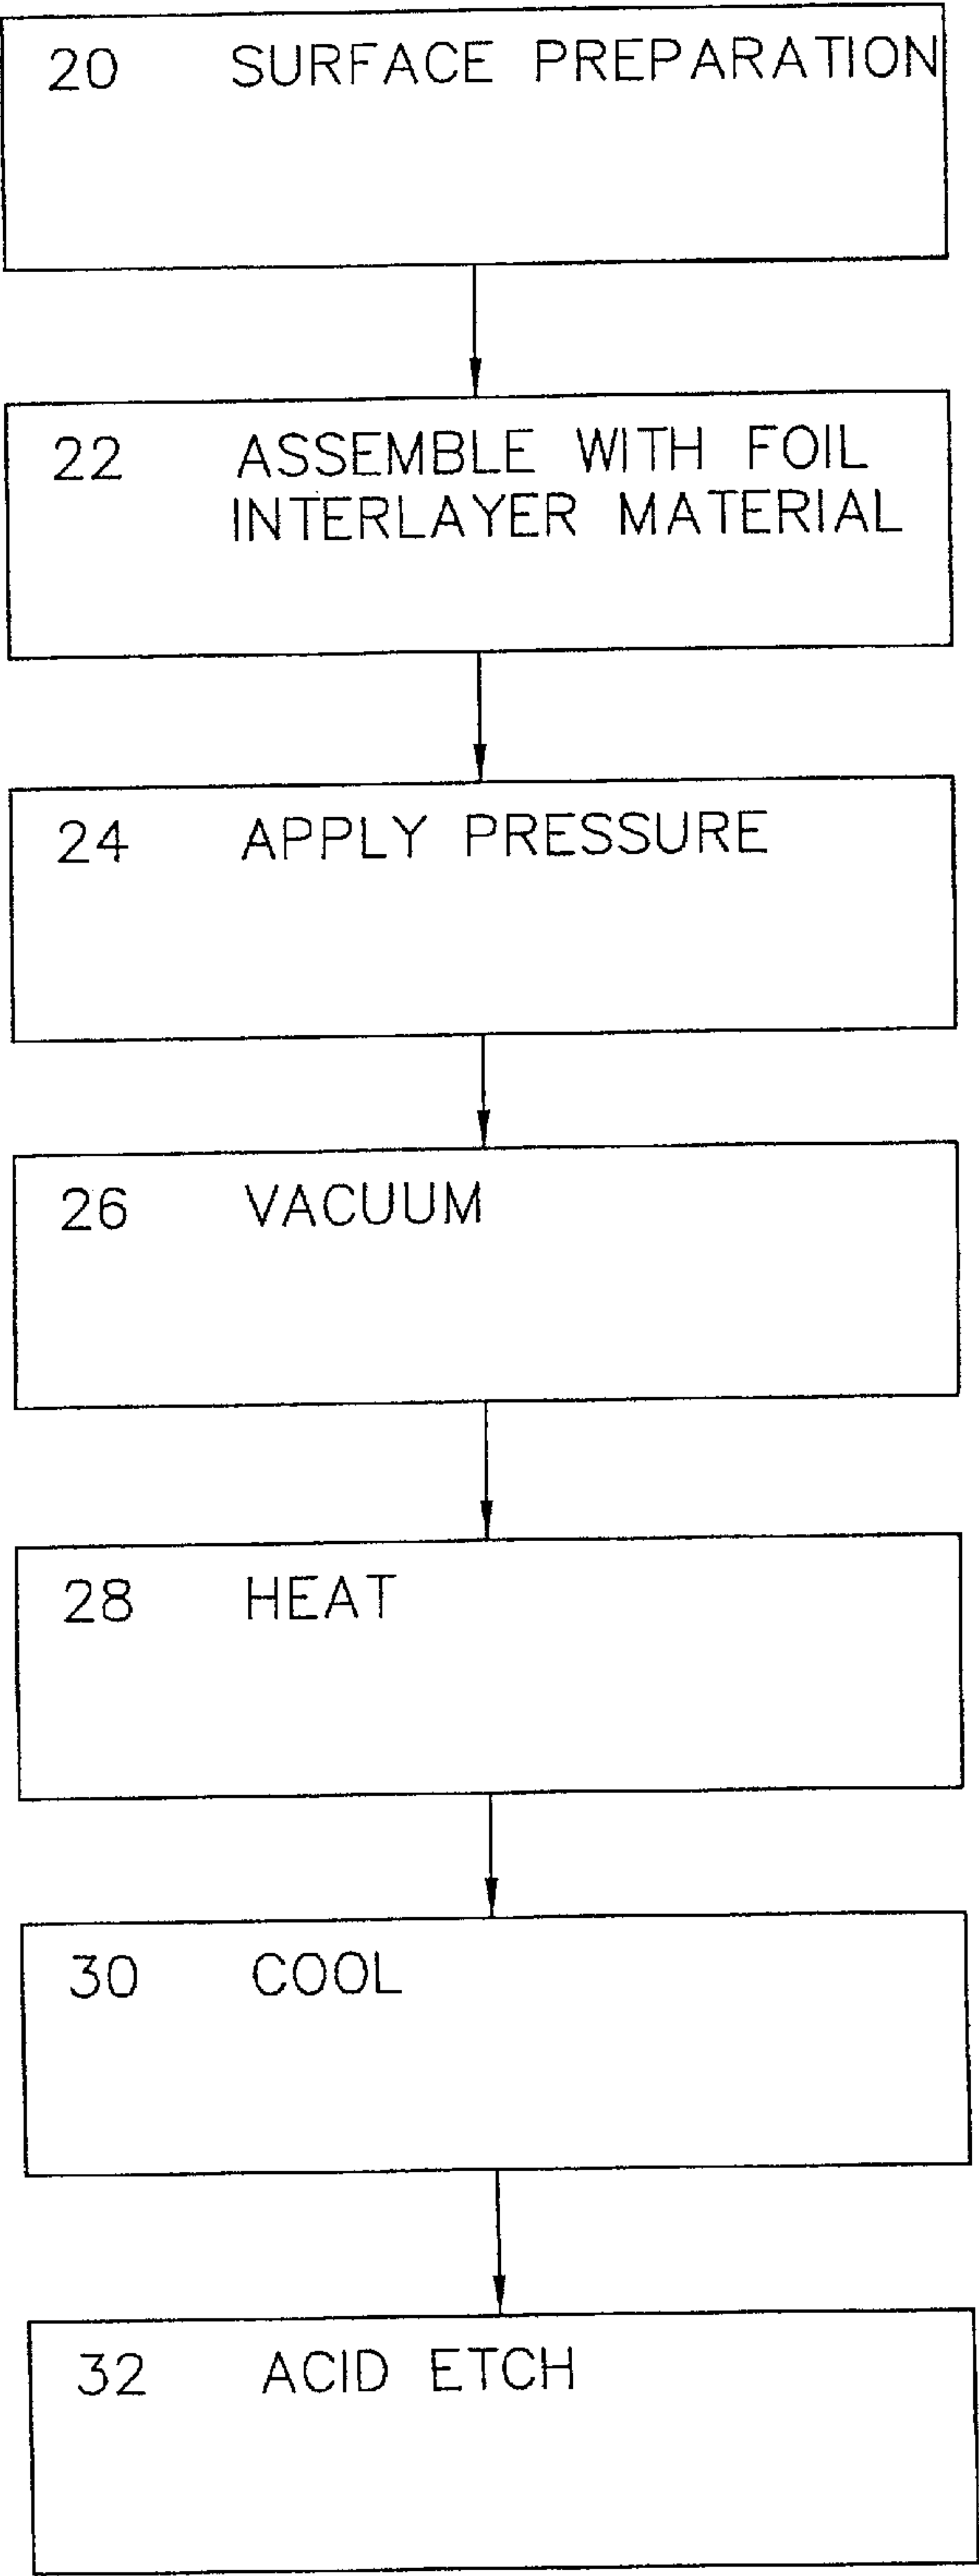 20 SURFACE PREPARATION
22 ASSEMBLE WITH FOIL
INTERLAYER MATERIAL
24 APPLY PRESSURE
26 VACUUM
28 HEAT
30 COOL
32 ACID ETCH